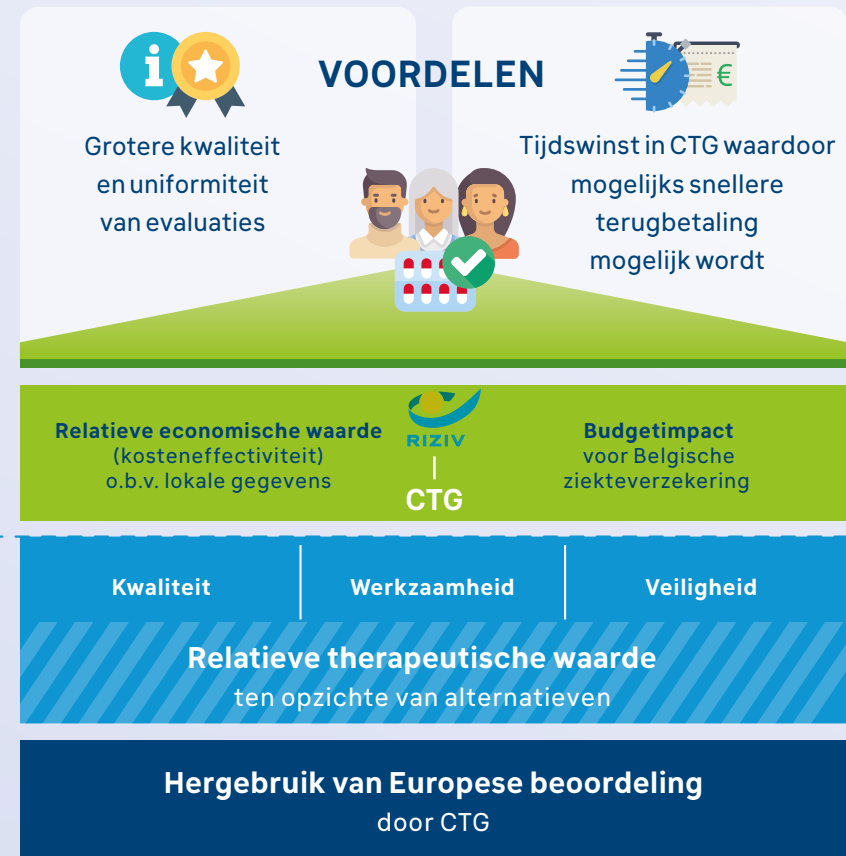 VOORDELEN
Grotere kwaliteit
en uniformiteit
van evaluaties
€
Tijdswinst in CTG waardoor
mogelijks snellere
terugbetaling
mogelijk wordt
Relatieve economische waarde
(kosteneffectiviteit)
o.b.v. lokale gegevens
RIZIV
CTG
Budgetimpact
voor Belgische
ziekteverzekering
Kwaliteit
Werkzaamheid
Veiligheid
Relatieve therapeutische waarde
ten opzichte van alternatieven
Hergebruik van Europese beoordeling
door CTG